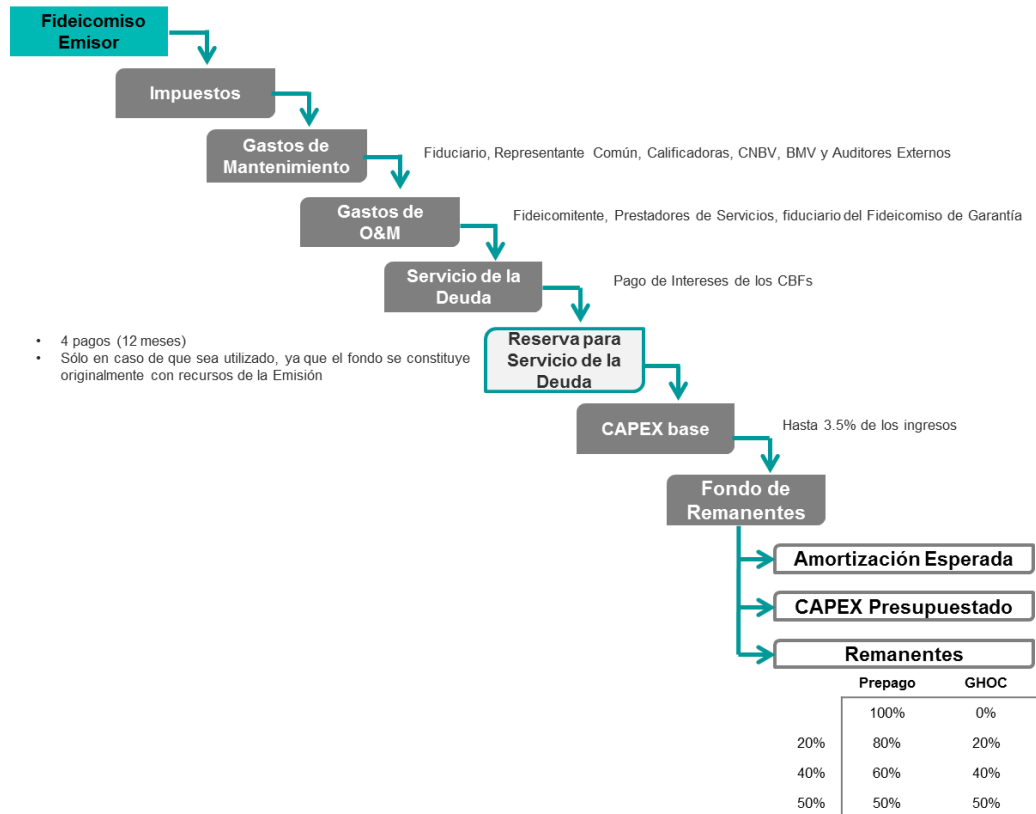 Fideicomiso
Emisor
Impuestos
Gastos de
Mantenimiento
Fiduciario, Representante Común, Calificadoras, CNBV, BMV y Auditores Externos
Gastos de
O&M
Fideicomitente, Prestadores de Servicios, fiduciario del Fideicomiso de Garantía
Servicio de la
Deuda
Pago de Intereses de los CBFs
• 4 pagos (12 meses)
• Sólo en caso de que sea utilizado, ya que el fondo se constituye
originalmente con recursos de la Emisión
Reserva para
Servicio de la
Deuda
CAPEX base
Hasta 3.5% de los ingresos
Fondo de
Remanentes
Amortización Esperada
CAPEX Presupuestado
Remanentes
Prepago GHOC
100% 0%
20% 80% 20%
40% 60% 40%
50% 50% 50%